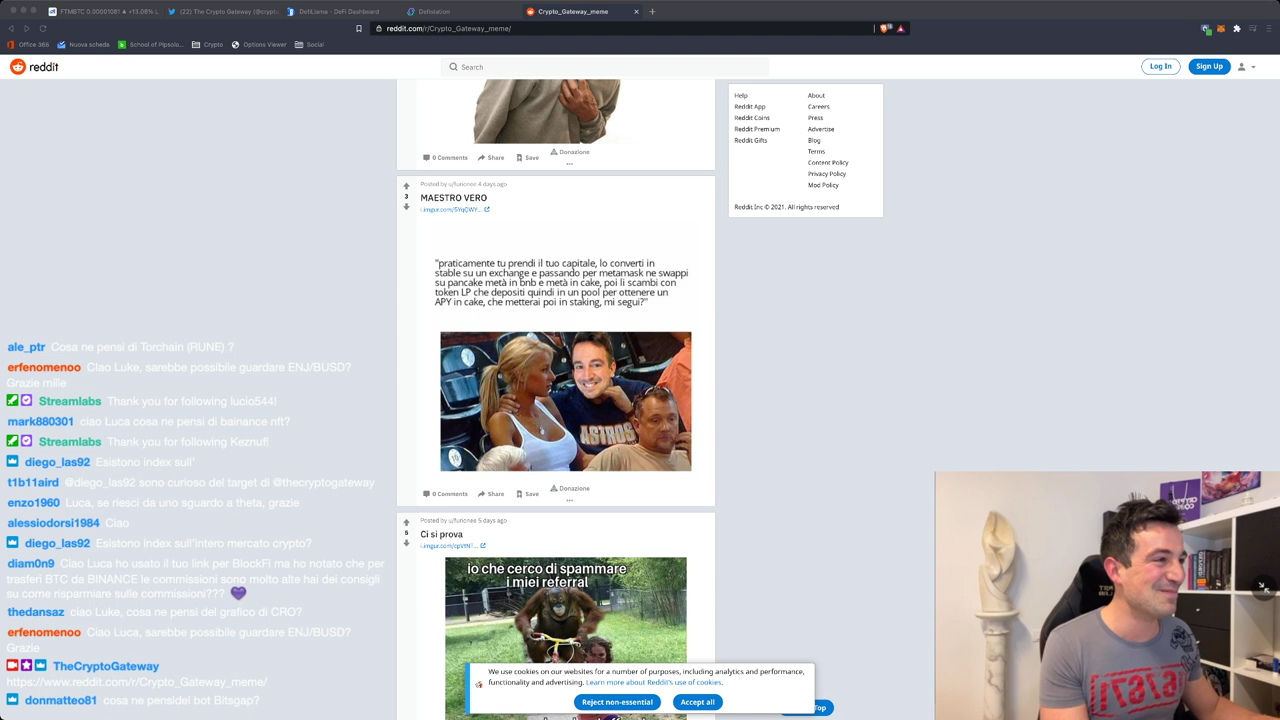 FTMBTC 0.00001081 ▲ +13.08% L
(22) The Crypto Gateway (@crypt
DefiLlama - DeFi Dashboard
Defistation
Crypto_Gateway_meme
reddit.com/r/Crypto_Gateway_meme/
Office 365
Nuova scheda
School of Pipsolo...
Crypto
Options Viewer
Social
reddit
Search
Log In
Sign Up
0 Comments
Share
Save
Donazione
Help
About
Reddit App
Careers
Reddit Coins
Press
Reddit Premium
Advertise
Reddit Gifts
Blog
Terms
Content Policy
Privacy Policy
Mod Policy
Reddit Inc © 2021. All rights reserved
Posted by u/furionee 4 days ago
3
MAESTRO VERO
"praticamente tu prendi il tuo capitale, lo converti in
stable su un exchange e passando per metamask ne swappi
su pancake metà in bnb e metà in cake, poi li scambi con
token LP che depositi quindi in un pool per ottenere un
APY in cake, che metterai poi in staking, mi segui?"
ASTROS
0 Comments
Share
Save
Donazione
Posted by u/furionee 5 days ago
5
Ci si prova
io che cerco di spammare
i miei referral
ale_ptr Cosa ne pensi di Torchain (RUNE) ?
erfenomenoo Ciao Luke, sarebbe possibile guardare ENJ/BUSD?
Grazie mille
Streamlabs Thank you for following lucio544!
mark880301 ciao Luca cosa ne pensi di bainance nft?
Streamlabs Thank you for following Keznuf!
diego_las92 Esistono index sull'
t1b11aird @diego_las92 sono curioso del target di @thecryptogateway
enzo1960 Luca, se riesci da uno sguardo a theta, grazie
alessiodorsi1984 Ciao
diego_las92 Esistono index sull'intero mercato crypto?
diam0n9 Ciao Luca ho usato il tuo link per BlockFi ma ho notato che per
trasferi BTC da BINANCE le commissioni sono molto alte hai dei consigli
su come risparmiare sulle commissioni??? 💜
thedansaz ciao Luke, cosa ne pensi del grafico di CRO?
erfenomenoo Ciao Luca, sarebbe possibile guardare ENJ/BUSD?
Grazie
TheCryptoGateway
https://www.reddit.com/r/Crypto_Gateway_meme/
donmatteo81 cosa ne pensidel bot Bitsgap?
We use cookies on our websites for a number of purposes, including analytics and performance,
functionality and advertising. Learn more about Reddit's use of cookies.
Reject non-essential
Accept all
Top